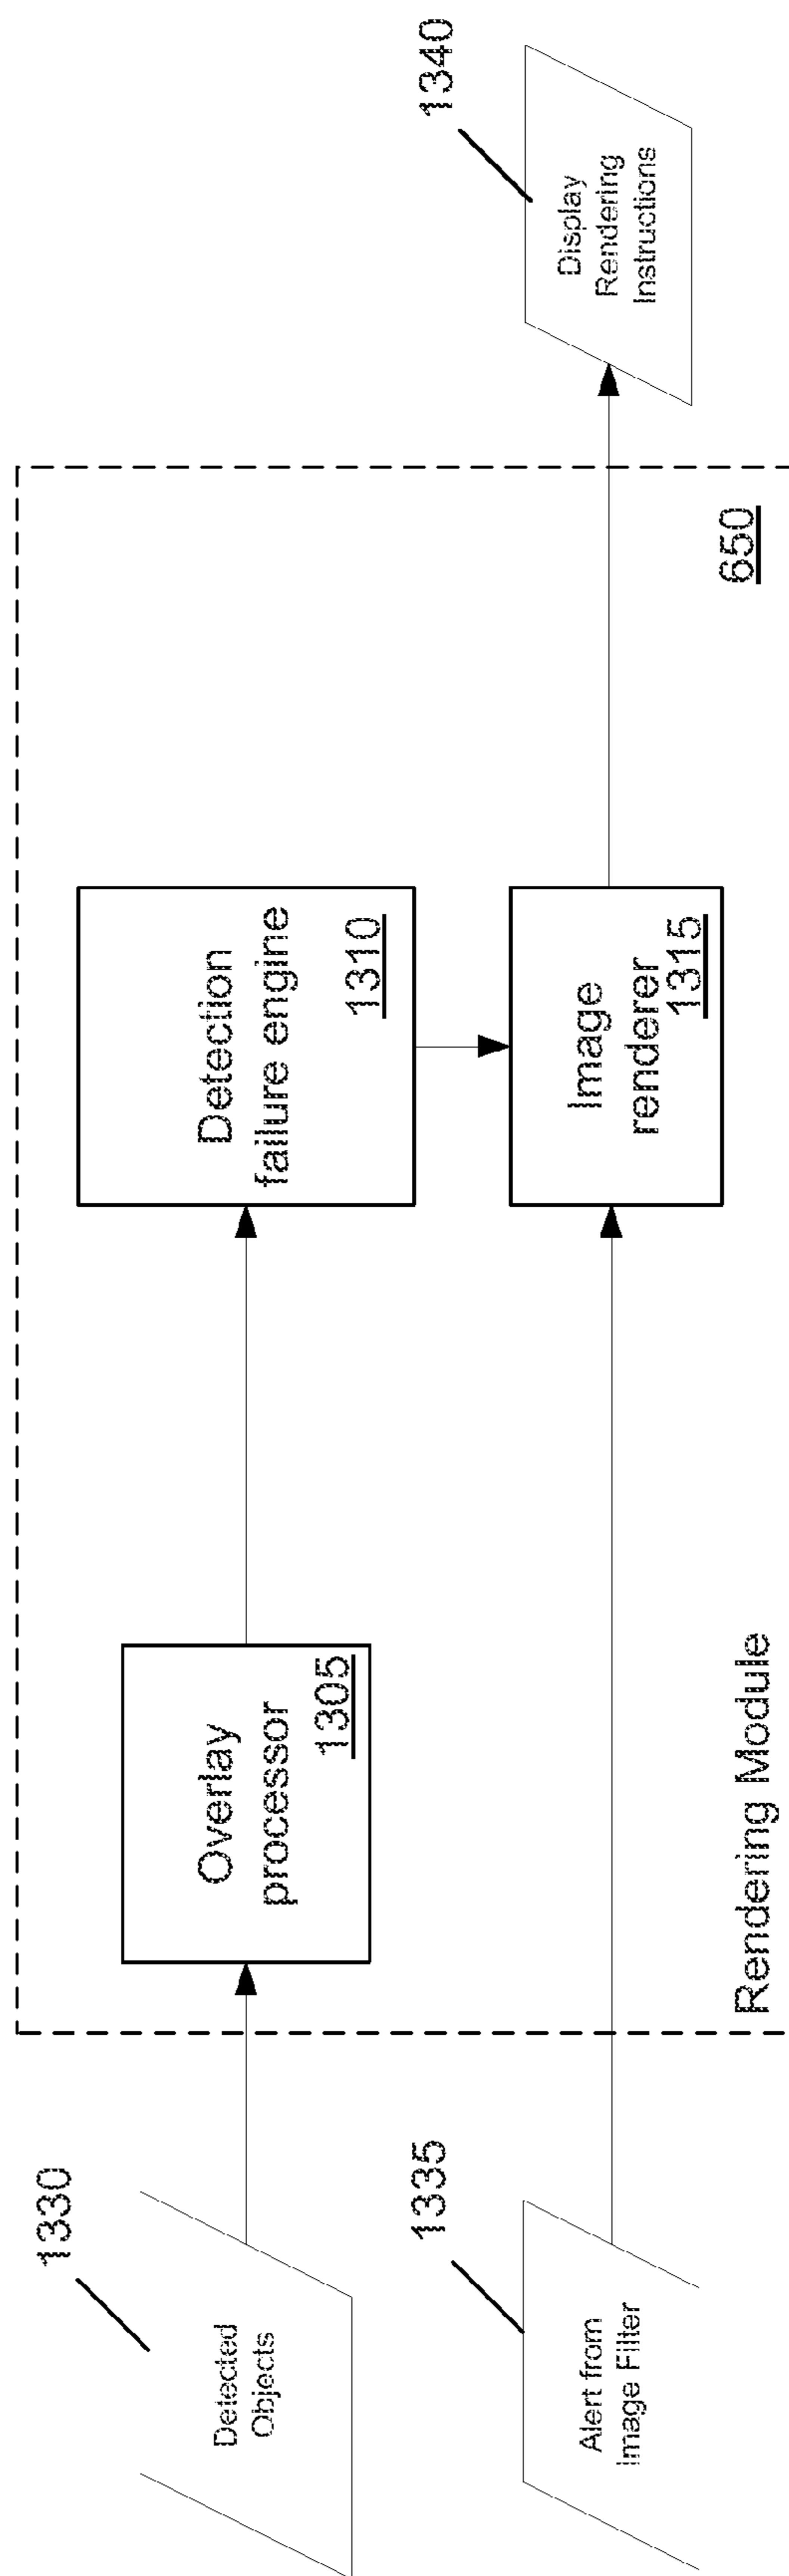 1330
Detected
Objects
1335
Alert from
Image Filter
Overlay
processor
1305
Detection
failure engine
1310
Image
renderer
1315
Rendering Module
650
1340
Display
Rendering
Instructions